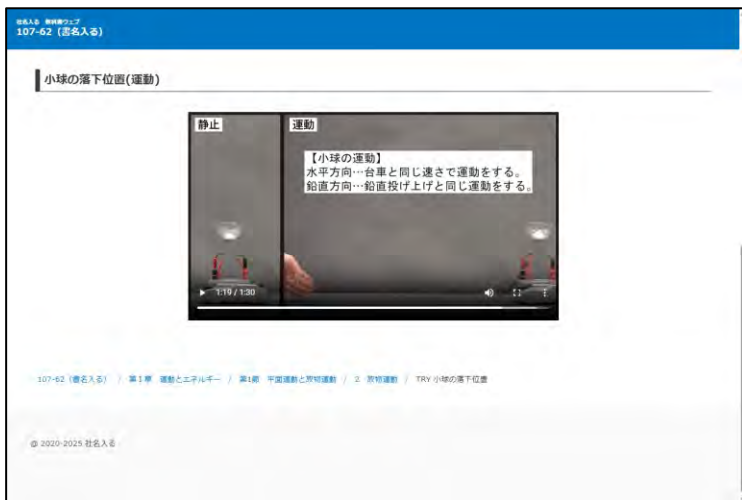 社名入る 教科書ウェブ
107-62 (書名入る)
小球の落下位置(運動)
静止
運動
【小球の運動】
水平方向…台車と同じ速さで運動をする。
鉛直方向…鉛直投げ上げと同じ運動をする。
1:19 / 1:30
107-62 (書名入る) / 第1章 運動とエネルギー / 第1節 平面運動と放物運動 / 2 放物運動 / TRY 小球の落下位置
@ 2020-2025 社名入る